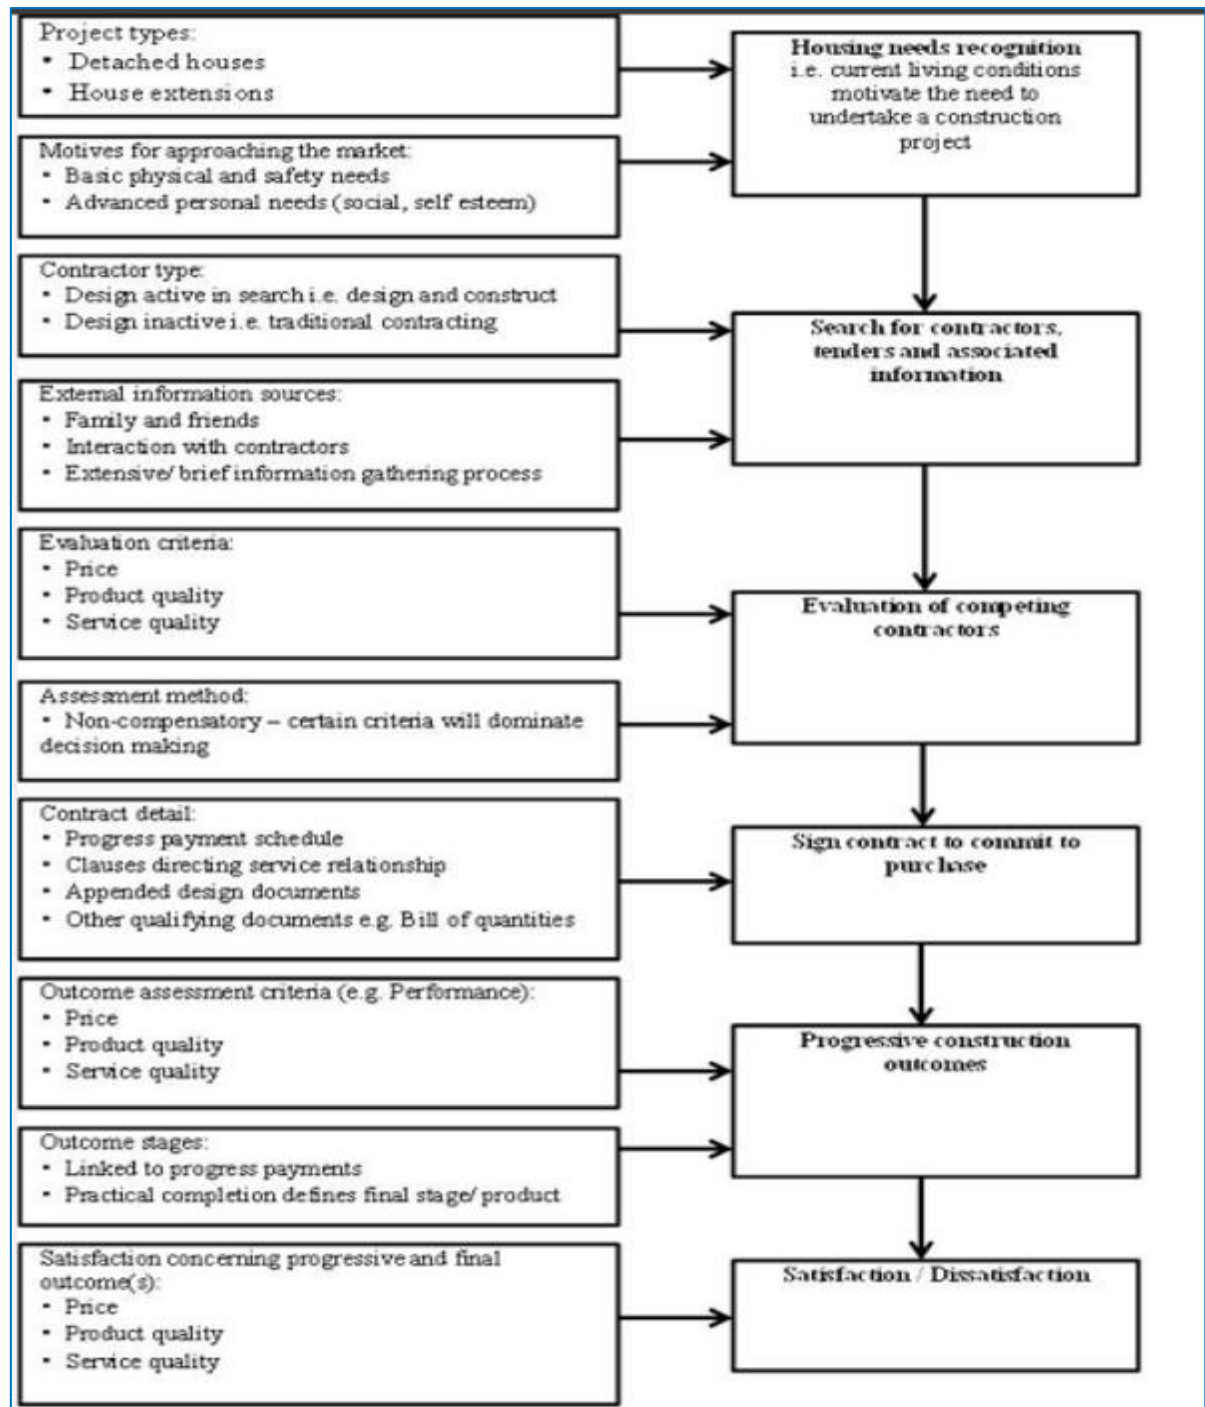 Project types:
▪ Detached houses
▪ House extensions
Housing needs recognition
i.e. current living conditions
motivate the need to
undertake a construction
project
Motives for approaching the market:
▪ Basic physical and safety needs
▪ Advanced personal needs (social, self esteem)
Contractor type:
▪ Design active in search i.e. design and construct
▪ Design inactive i.e. traditional contracting
Search for contractors,
tenders and associated
information
External information sources:
▪ Family and friends
▪ Interaction with contractors
▪ Extensive/ brief information gathering process
Evaluation criteria:
▪ Price
▪ Product quality
▪ Service quality
Evaluation of competing
contractors
Assessment method:
▪ Non-compensatory – certain criteria will dominate
decision making
Contract detail:
▪ Progress payment schedule
▪ Clauses directing service relationship
▪ Appended design documents
▪ Other qualifying documents e.g. Bill of quantities
Sign contract to commit to
purchase
Outcome assessment criteria (e.g. Performance):
▪ Price
▪ Product quality
▪ Service quality
Progressive construction
outcomes
Outcome stages:
▪ Linked to progress payments
▪ Practical completion defines final stage/ product
Satisfaction concerning progressive and final
outcome(s):
▪ Price
▪ Product quality
▪ Service quality
Satisfaction / Dissatisfaction